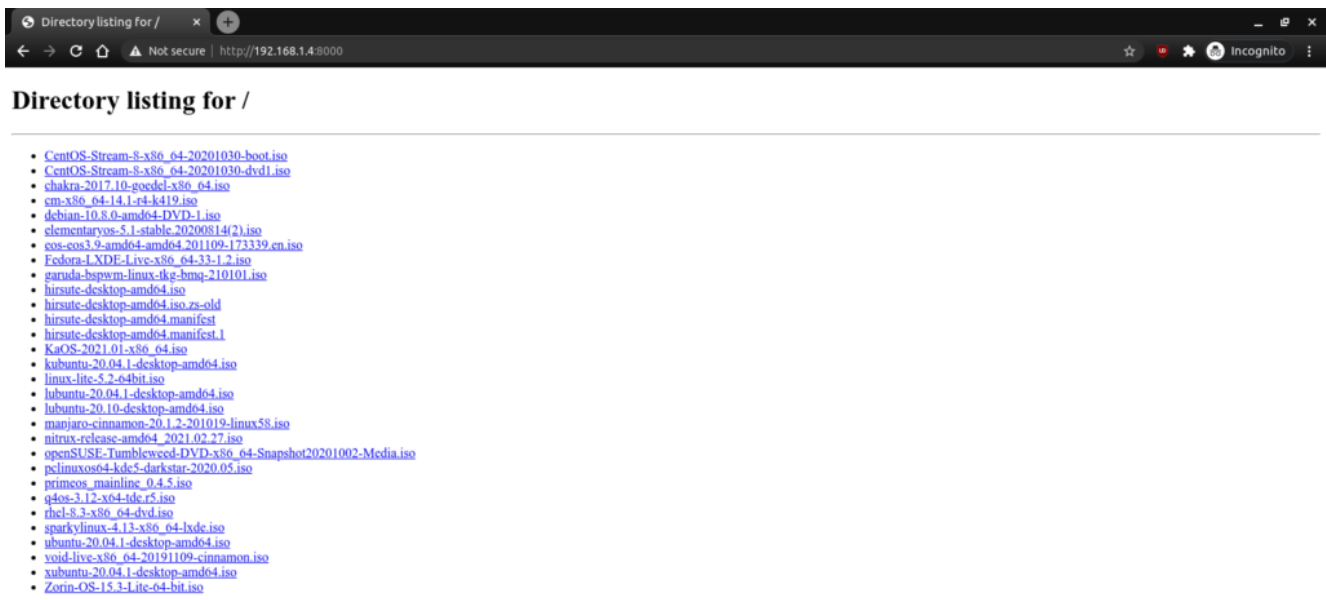 Directory listing for /
Not secure | http://192.168.1.4:8000
Incognito
Directory listing for /
CentOS-Stream-8-x86_64-20201030-boot.iso
CentOS-Stream-8-x86_64-20201030-dvd1.iso
chakra-2017.10-goedel-x86_64.iso
cm-x86_64-14.1-r4-k419.iso
debian-10.8.0-amd64-DVD-1.iso
elementaryos-5.1-stable.20200814(2).iso
eos-eos3.9-amd64-amd64.201109-173339.en.iso
Fedora-LXDE-Live-x86_64-33-1.2.iso
garuda-bspwm-linux-tkg-bmq-210101.iso
hirsute-desktop-amd64.iso
hirsute-desktop-amd64.iso.zs-old
hirsute-desktop-amd64.manifest
hirsute-desktop-amd64.manifest.1
KaOS-2021.01-x86_64.iso
kubuntu-20.04.1-desktop-amd64.iso
linux-lite-5.2-64bit.iso
lubuntu-20.04.1-desktop-amd64.iso
lubuntu-20.10-desktop-amd64.iso
manjaro-cinnamon-20.1.2-201019-linux58.iso
nitrux-release-amd64_2021.02.27.iso
openSUSE-Tumbleweed-DVD-x86_64-Snapshot20201002-Media.iso
pclinuxos64-kde5-darkstar-2020.05.iso
primeos_mainline_0.4.5.iso
q4os-3.12-x64-tde.r5.iso
rhel-8.3-x86_64-dvd.iso
sparkylinux-4.13-x86_64-lxde.iso
ubuntu-20.04.1-desktop-amd64.iso
void-live-x86_64-20191109-cinnamon.iso
xubuntu-20.04.1-desktop-amd64.iso
Zorin-OS-15.3-Lite-64-bit.iso